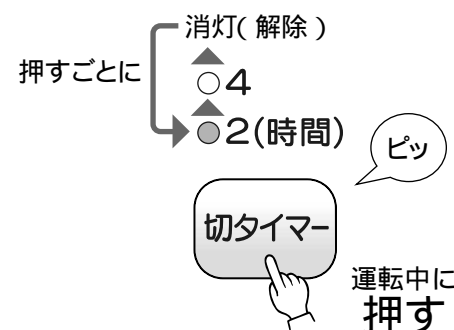 消灯(解除)
押すごとに
4
2(時間)
ピッ
切タイマー
運転中に
押す